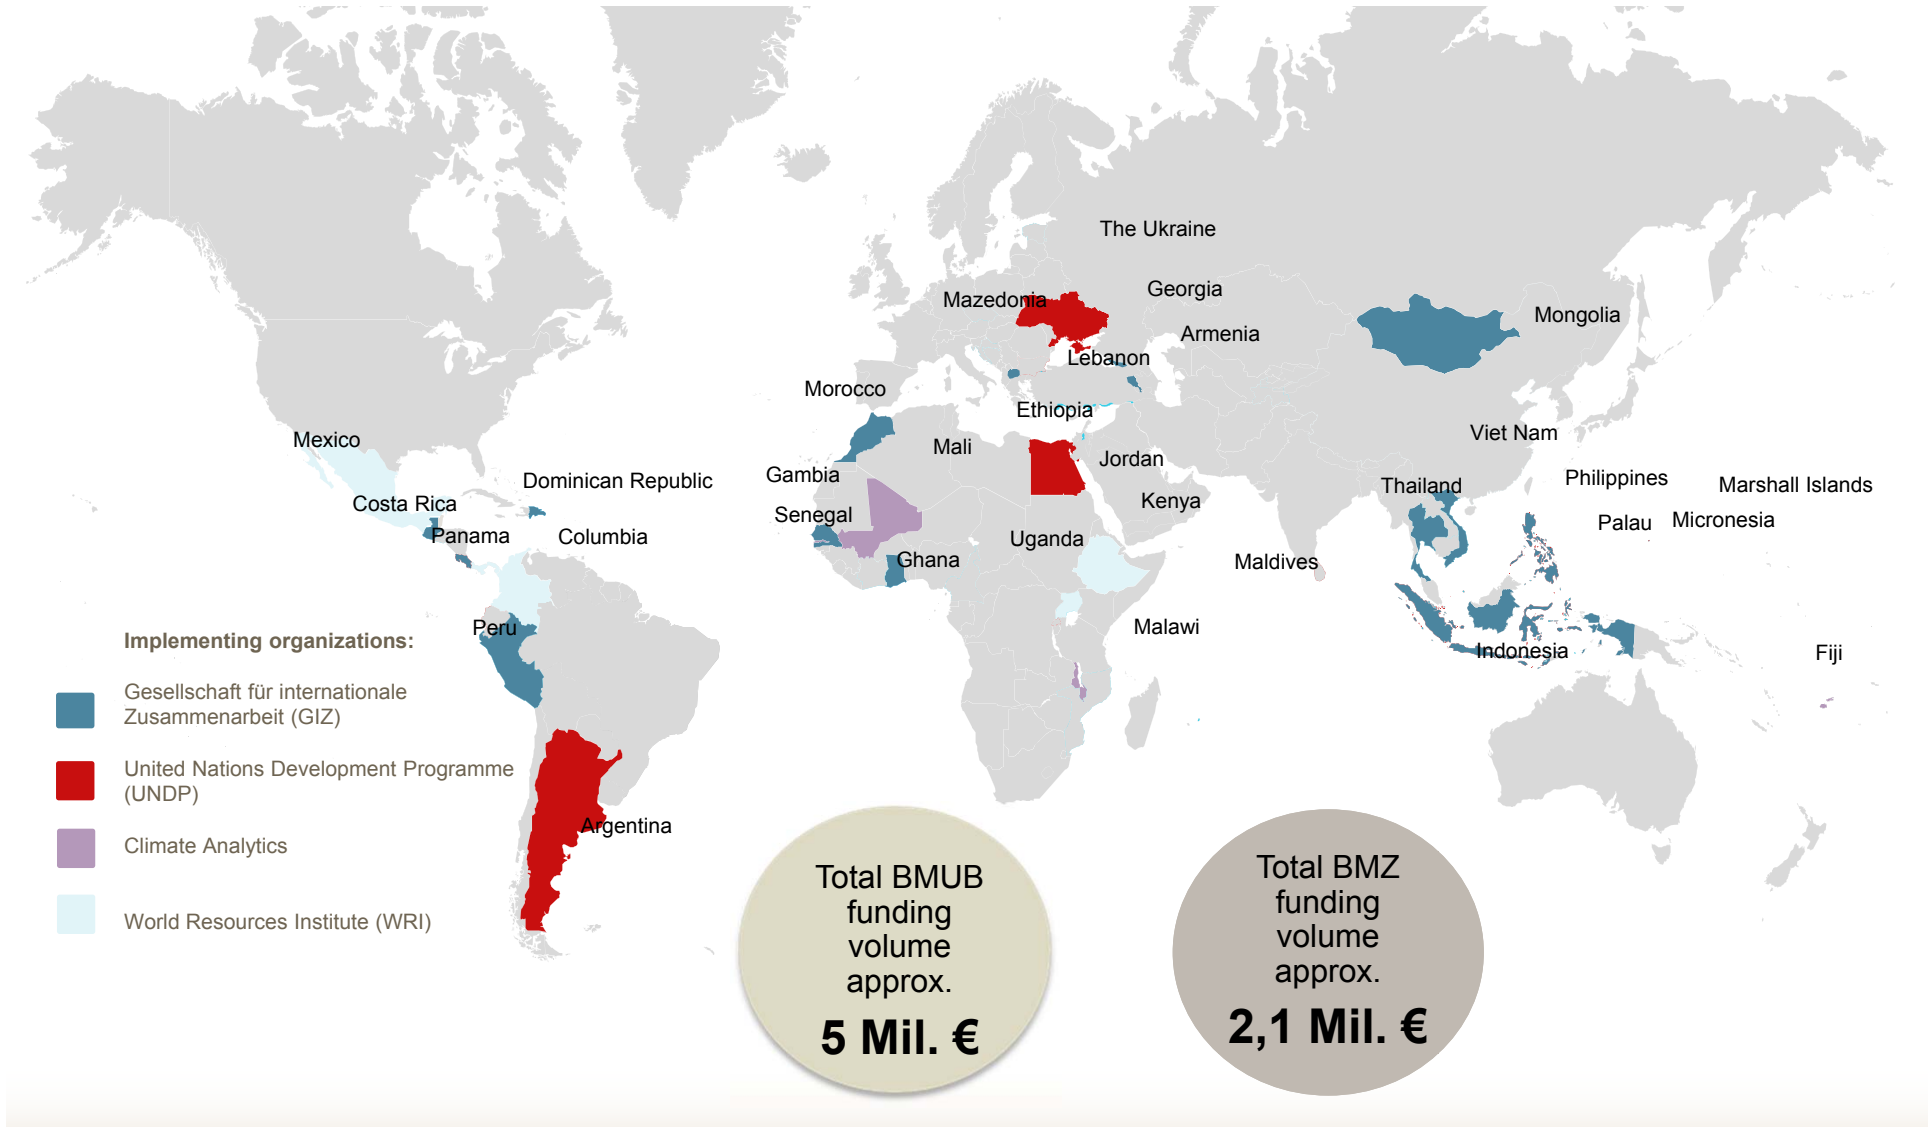 The Ukraine
Georgia
Mazedonia
Mongolia
Armenia
Lebanon
Morocco
Ethiopia
Mexico
Viet Nam
Mali
Jordan
Gambia
Dominican Republic
Philippines
Marshall Islands
Thailand
Costa Rica
Kenya
Senegal
Palau
Micronesia
Panama
Columbia
Uganda
Ghana
Maldives
Peru
Malawi
Indonesia
Fiji
Argentina
Implementing organizations:
Gesellschaft für internationale
Zusammenarbeit (GIZ)
United Nations Development Programme
(UNDP)
Climate Analytics
World Resources Institute (WRI)
Total BMUB
funding
volume
approx.
5 Mil. €
Total BMZ
funding
volume
approx.
2,1 Mil. €